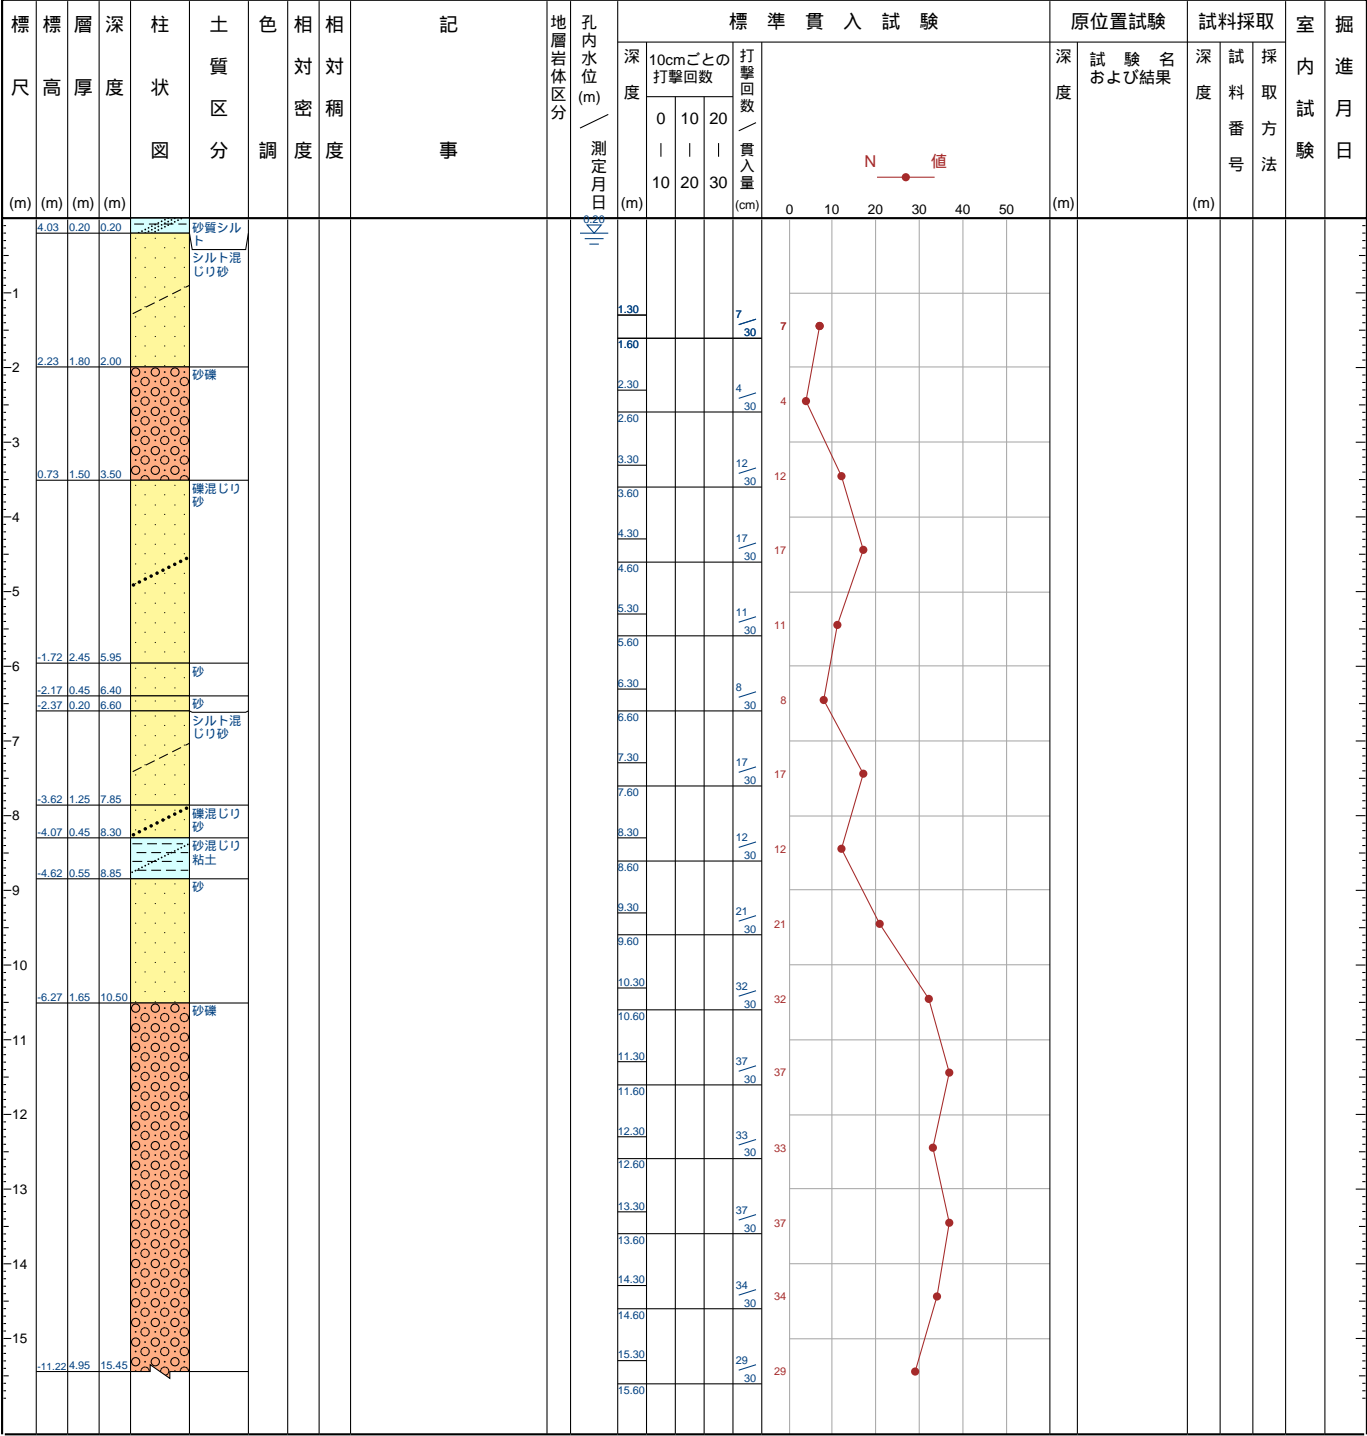 標尺 (m)
標高 (m)
層厚 (m)
深度 (m)
柱状図
土質区分
色調
相対密度
相対稠度
記事
地層岩体区分
孔内水位(m)／測定月日
標準貫入試験
深度 (m)
10cmごとの
打撃回数
0 10 20
| | |
10 20 30
打撃回数／貫入量 (cm)
N 値
0 10 20 30 40 50
原位置試験
深度 (m)
試験名
および結果
試料採取
深度 (m)
試料番号
採取方法
室内試験
掘進月日
0.20
4.03 0.20 0.20 砂質シル
ト
シルト混
じり砂
1
1.30 7/30 7
1.60
2.23 1.80 2.00
2
砂礫
2.30 4/30 4
2.60
3
3.30 12/30 12
0.73 1.50 3.50
3.60
礫混じり
砂
4
4.30 17/30 17
4.60
5
5.30 11/30 11
5.60
-1.72 2.45 5.95
6
砂
6.30 8/30 8
-2.17 0.45 6.40
砂
-2.37 0.20 6.60
6.60
シルト混
じり砂
7
7.30 17/30 17
7.60
-3.62 1.25 7.85
8
礫混じり
砂
-4.07 0.45 8.30
8.30 12/30 12
砂混じり
粘土
8.60
-4.62 0.55 8.85
砂
9
9.30 21/30 21
9.60
10
10.30 32/30 32
-6.27 1.65 10.50
砂礫
10.60
11
11.30 37/30 37
11.60
12
12.30 33/30 33
12.60
13
13.30 37/30 37
13.60
14
14.30 34/30 34
14.60
15
15.30 29/30 29
-11.22 4.95 15.45
15.60